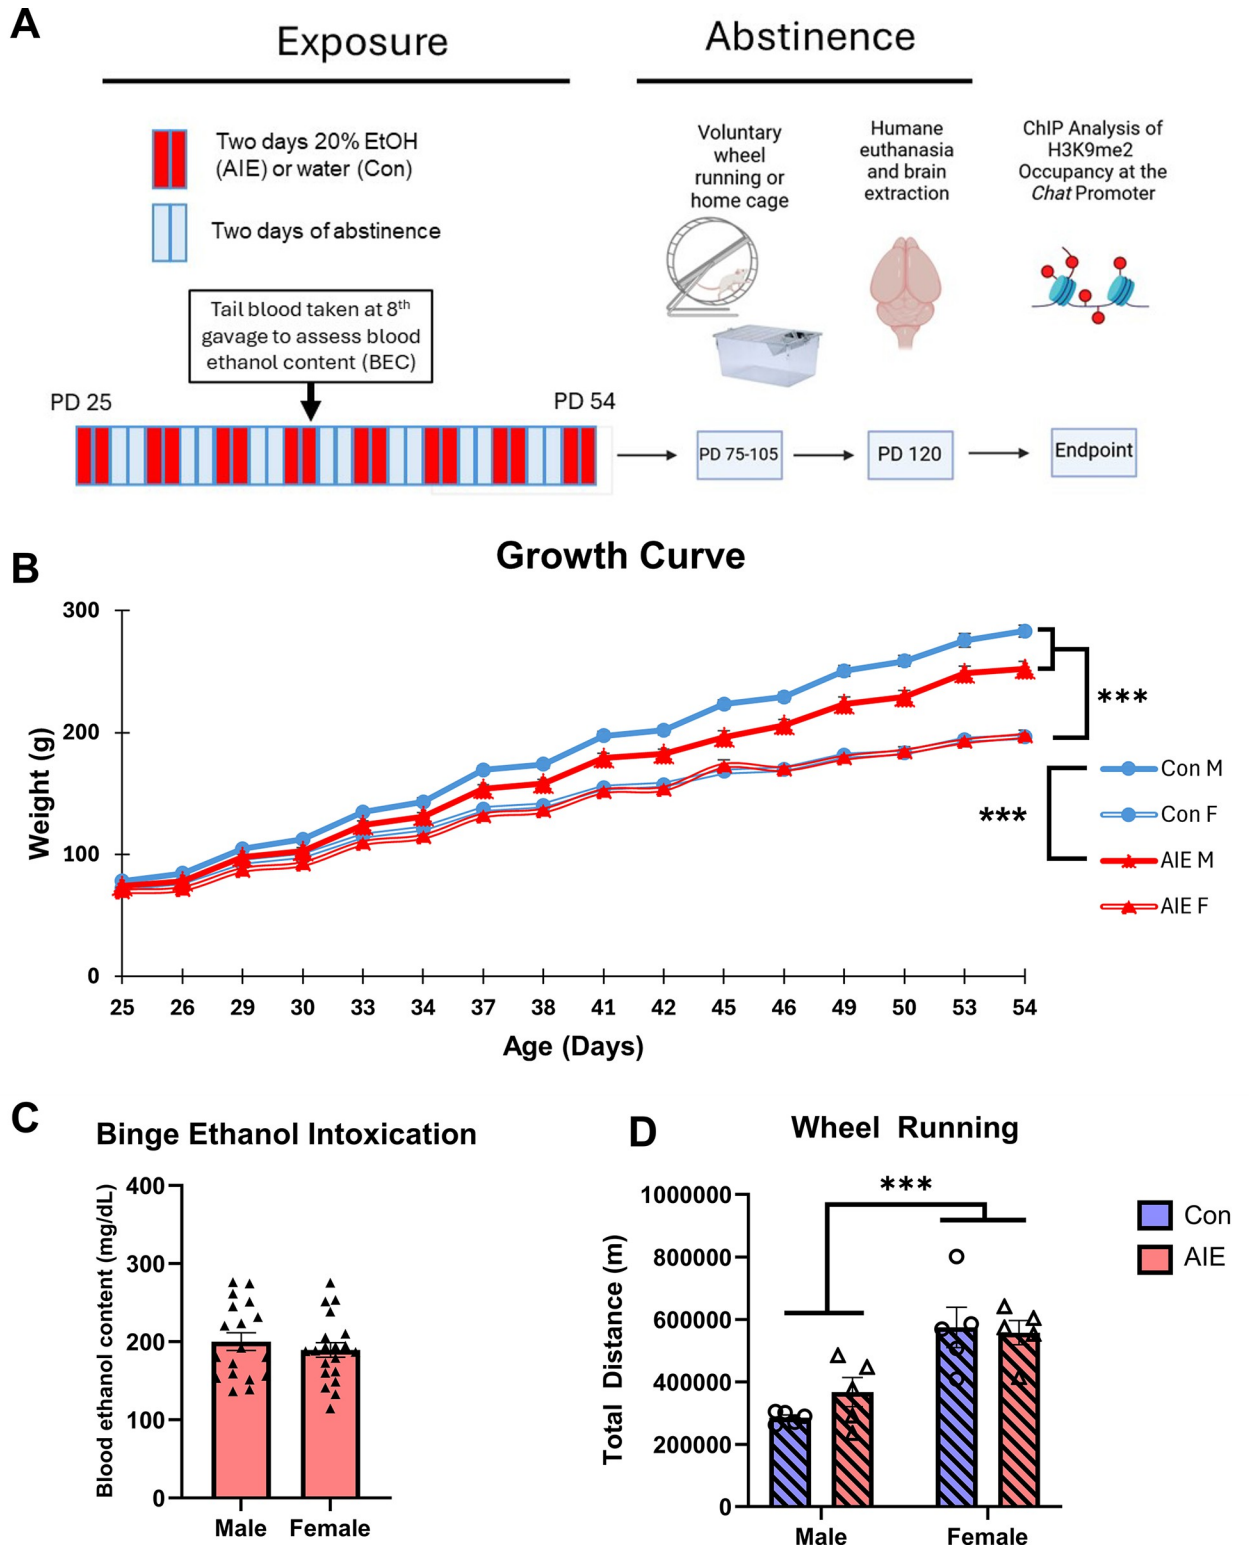 A
Exposure
Abstinence
Two days 20% EtOH
(AIE) or water (Con)
Two days of abstinence
Tail blood taken at 8th
gavage to assess blood
ethanol content (BEC)
PD 25
PD 54
Voluntary
wheel
running or
home cage
Humane
euthanasia
and brain
extraction
ChIP Analysis of
H3K9me2
Occupancy at the
Chat Promoter
PD 75-105
PD 120
Endpoint
B
Growth Curve
Weight (g)
300
200
100
0
25 26 29 30 33 34 37 38 41 42 45 46 49 50 53 54
Age (Days)
***
***
Con M
Con F
AIE M
AIE F
C
Binge Ethanol Intoxication
Blood ethanol content (mg/dL)
400
300
200
100
0
Male Female
D
Wheel Running
Total Distance (m)
1000000
800000
600000
400000
200000
0
***
Male Female
Con
AIE